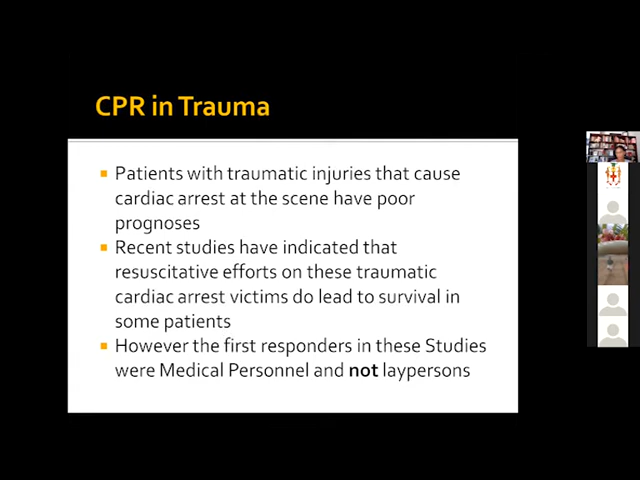 CPR in Trauma
Patients with traumatic injuries that cause
cardiac arrest at the scene have poor
prognoses
Recent studies have indicated that
resuscitative efforts on these traumatic
cardiac arrest victims do lead to survival in
some patients
However the first responders in these Studies
were Medical Personnel and not laypersons